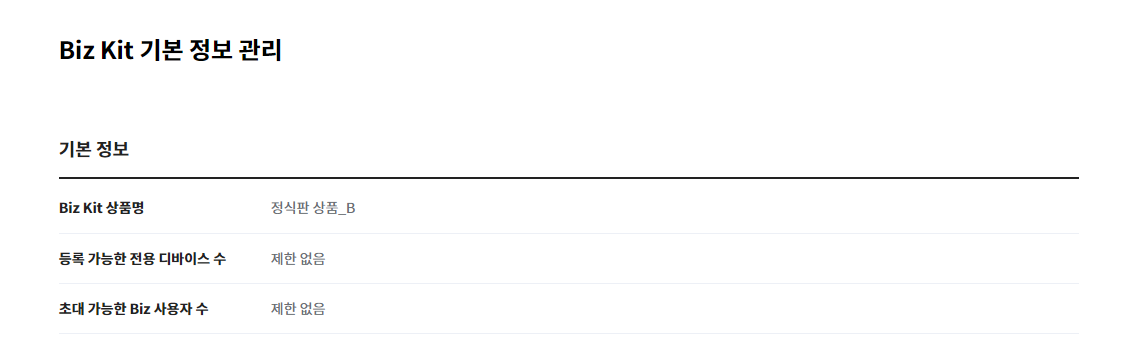 Biz Kit 기본 정보 관리
기본 정보
Biz Kit 상품명 정식판 상품_B
등록 가능한 전용 디바이스 수 제한 없음
초대 가능한 Biz 사용자 수 제한 없음